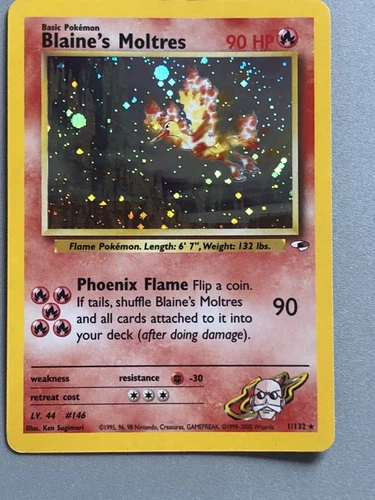 Basic Pokémon
Blaine's Moltres 90 HP
Flame Pokémon. Length: 6' 7", Weight: 132 lbs.
Phoenix Flame Flip a coin.
If tails, shuffle Blaine's Moltres
and all cards attached to it into
your deck (after doing damage).
90
weakness resistance -30
retreat cost
LV. 44 #146
Illus. Ken Sugimori ©1995, 96, 98 Nintendo, Creatures, GAMEFREAK. ©1998-2000 Wizards. 1/132 ★